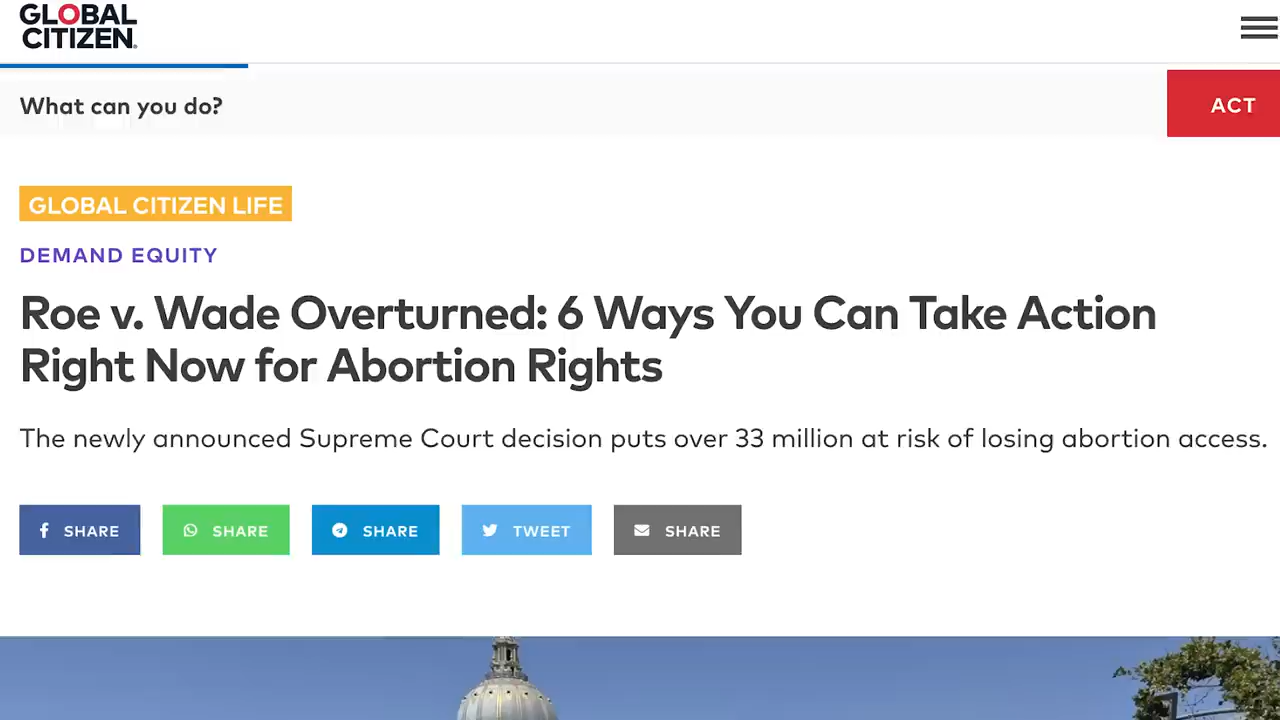 GLOBAL
CITIZEN.
What can you do?
ACT
GLOBAL CITIZEN LIFE
DEMAND EQUITY
Roe v. Wade Overturned: 6 Ways You Can Take Action
Right Now for Abortion Rights
The newly announced Supreme Court decision puts over 33 million at risk of losing abortion access.
SHARE SHARE SHARE TWEET SHARE